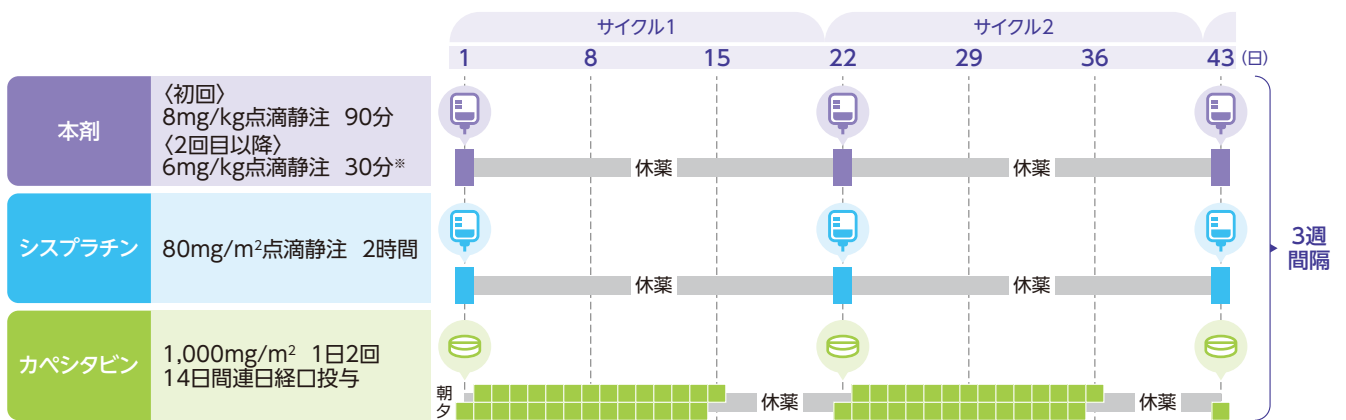 サイクル1 サイクル2
1 8 15 22 29 36 43 (日)
本剤
〈初回〉
8mg/kg点滴静注 90分
〈2回目以降〉
6mg/kg点滴静注 30分※
休薬 休薬
シスプラチン
80mg/m²点滴静注 2時間
休薬 休薬
カペシタビン
1,000mg/m² 1日2回
14日間連日経口投与
朝
夕
休薬 休薬
3週
間隔